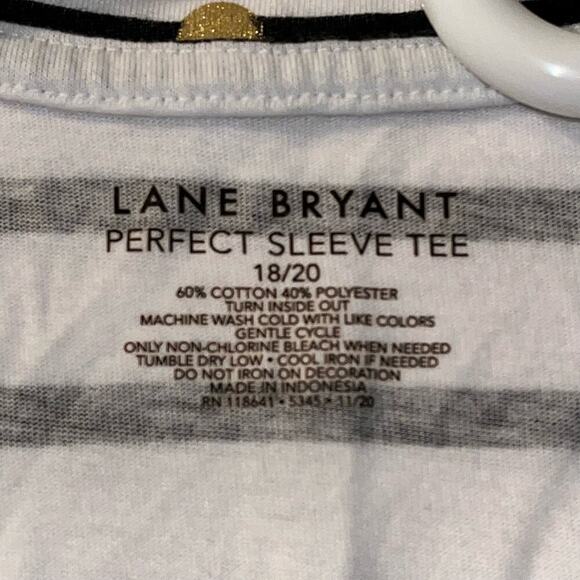 LANE BRYANT
PERFECT SLEEVE TEE
18/20
60% COTTON 40% POLYESTER
TURN INSIDE OUT
MACHINE WASH COLD WITH LIKE COLORS
GENTLE CYCLE
ONLY NON-CHLORINE BLEACH WHEN NEEDED
TUMBLE DRY LOW • COOL IRON IF NEEDED
DO NOT IRON ON DECORATION
MADE IN INDONESIA
RN 118641 • 5345 • 11/20